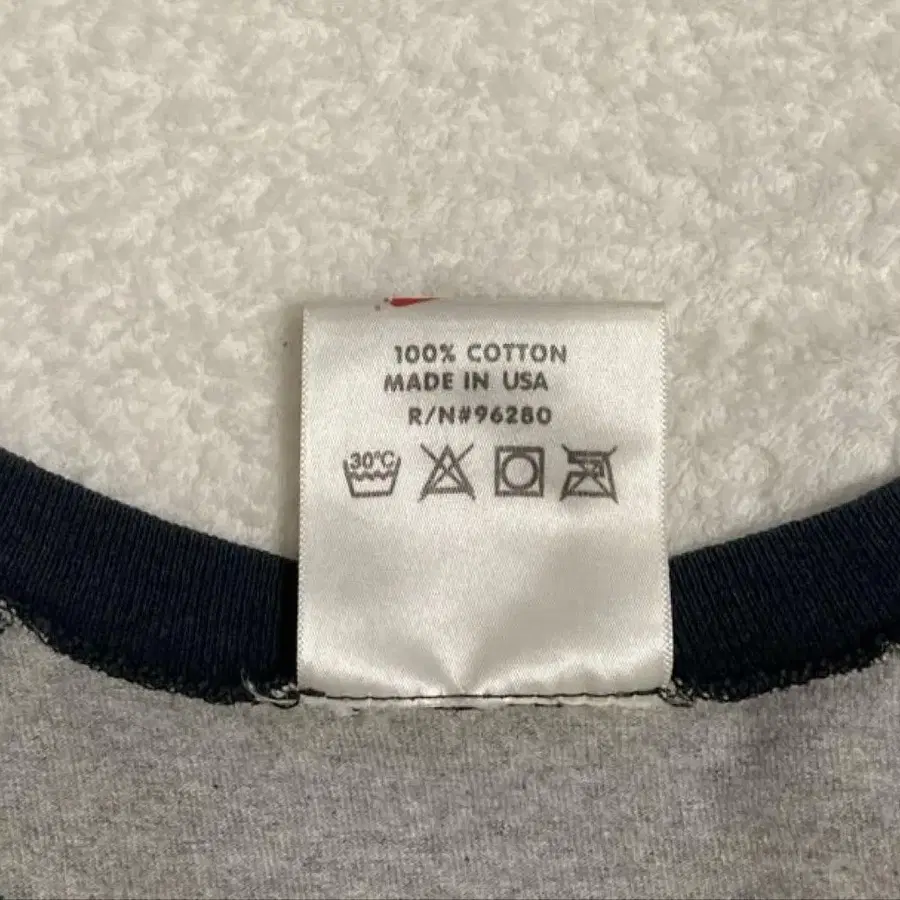 100% COTTON
MADE IN USA
R/N#96280
30°C